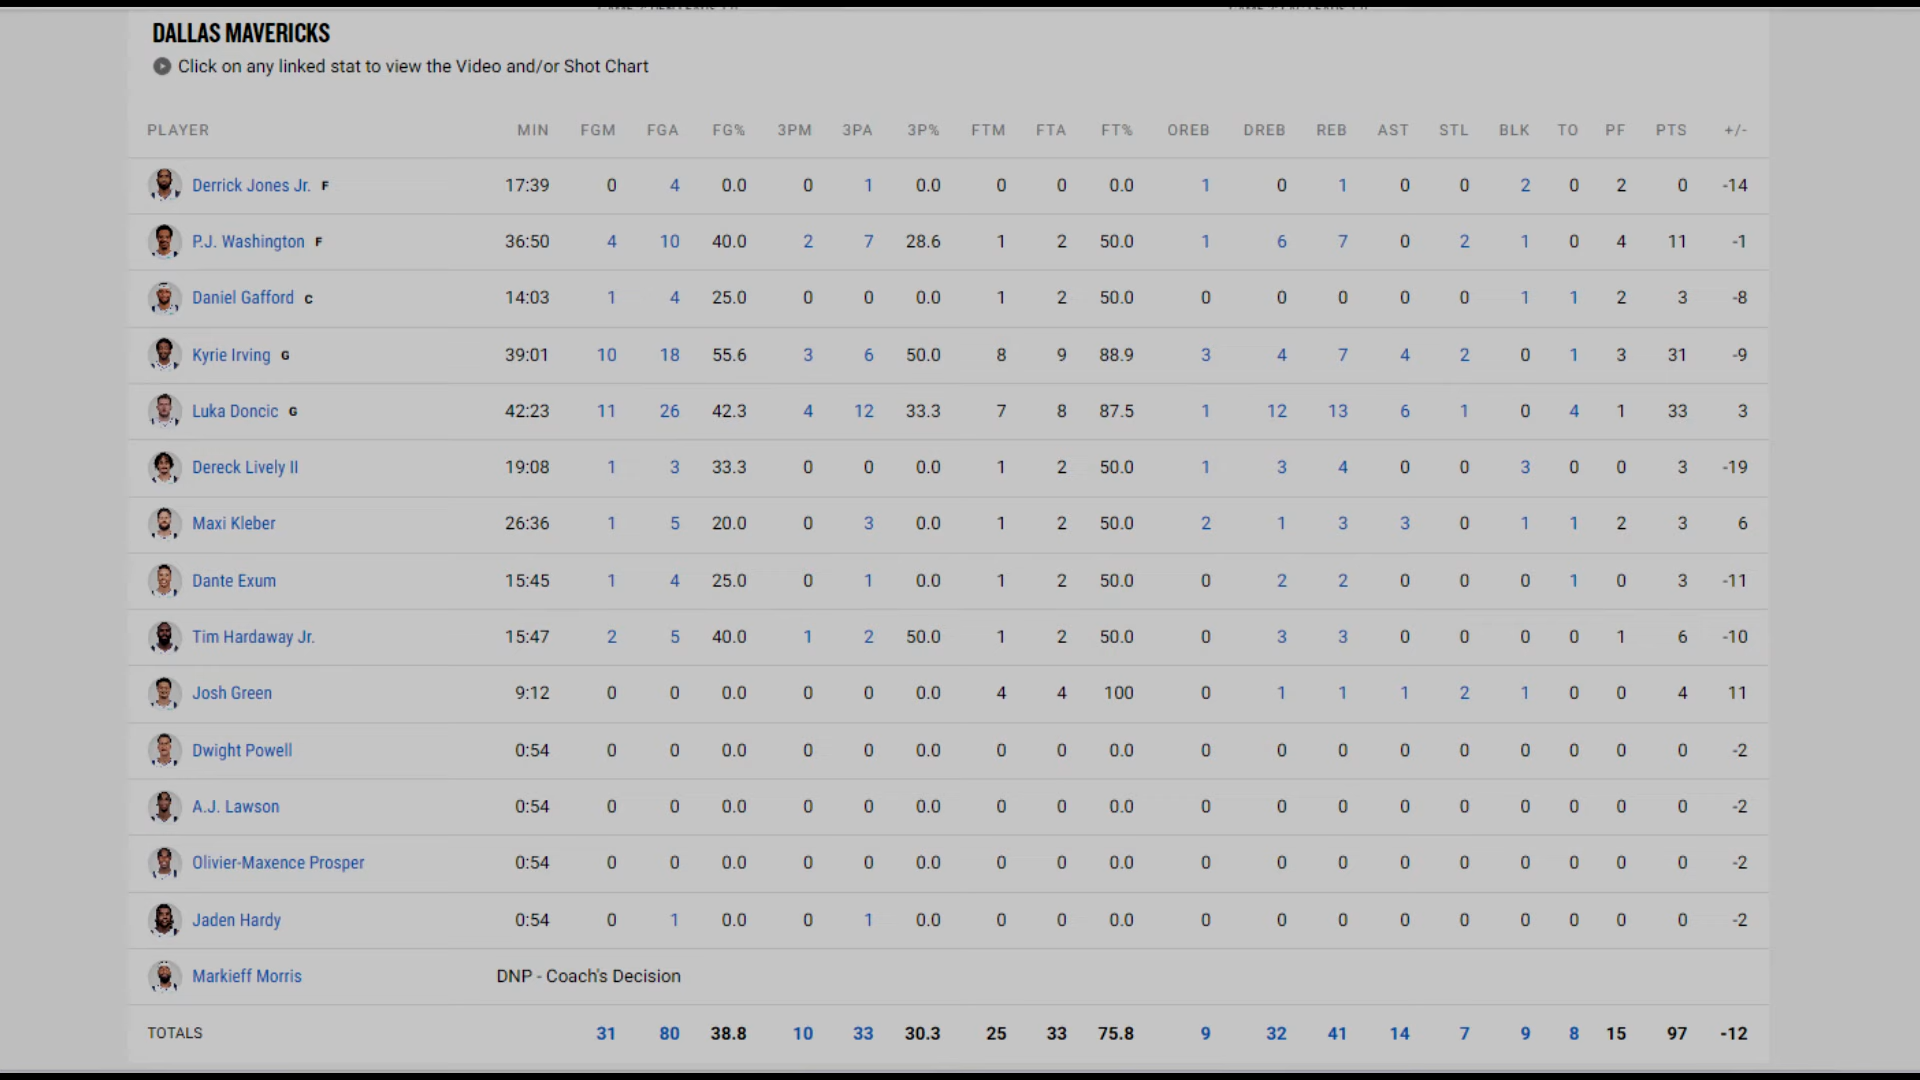 DALLAS MAVERICKS
Click on any linked stat to view the Video and/or Shot Chart
PLAYER MIN FGM FGA FG% 3PM 3PA 3P% FTM FTA FT% OREB DREB REB AST STL BLK TO PF PTS +/-
Derrick Jones Jr. F 17:39 0 4 0.0 0 1 0.0 0 0 0.0 1 0 1 0 0 2 0 2 0 -14
P.J. Washington F 36:50 4 10 40.0 2 7 28.6 1 2 50.0 1 6 7 0 2 1 0 4 11 -1
Daniel Gafford C 14:03 1 4 25.0 0 0 0.0 1 2 50.0 0 0 0 0 0 1 1 2 3 -8
Kyrie Irving G 39:01 10 18 55.6 3 6 50.0 8 9 88.9 3 4 7 4 2 0 1 3 31 -9
Luka Doncic G 42:23 11 26 42.3 4 12 33.3 7 8 87.5 1 12 13 6 1 0 4 1 33 3
Dereck Lively II 19:08 1 3 33.3 0 0 0.0 1 2 50.0 1 3 4 0 0 3 0 0 3 -19
Maxi Kleber 26:36 1 5 20.0 0 3 0.0 1 2 50.0 2 1 3 3 0 1 1 2 3 6
Dante Exum 15:45 1 4 25.0 0 1 0.0 1 2 50.0 0 2 2 0 0 0 1 0 3 -11
Tim Hardaway Jr. 15:47 2 5 40.0 1 2 50.0 1 2 50.0 0 3 3 0 0 0 0 1 6 -10
Josh Green 9:12 0 0 0.0 0 0 0.0 4 4 100 0 1 1 1 2 1 0 0 4 11
Dwight Powell 0:54 0 0 0.0 0 0 0.0 0 0 0.0 0 0 0 0 0 0 0 0 0 -2
A.J. Lawson 0:54 0 0 0.0 0 0 0.0 0 0 0.0 0 0 0 0 0 0 0 0 0 -2
Olivier-Maxence Prosper 0:54 0 0 0.0 0 0 0.0 0 0 0.0 0 0 0 0 0 0 0 0 0 -2
Jaden Hardy 0:54 0 1 0.0 0 1 0.0 0 0 0.0 0 0 0 0 0 0 0 0 0 -2
Markieff Morris DNP - Coach's Decision
TOTALS 31 80 38.8 10 33 30.3 25 33 75.8 9 32 41 14 7 9 8 15 97 -12